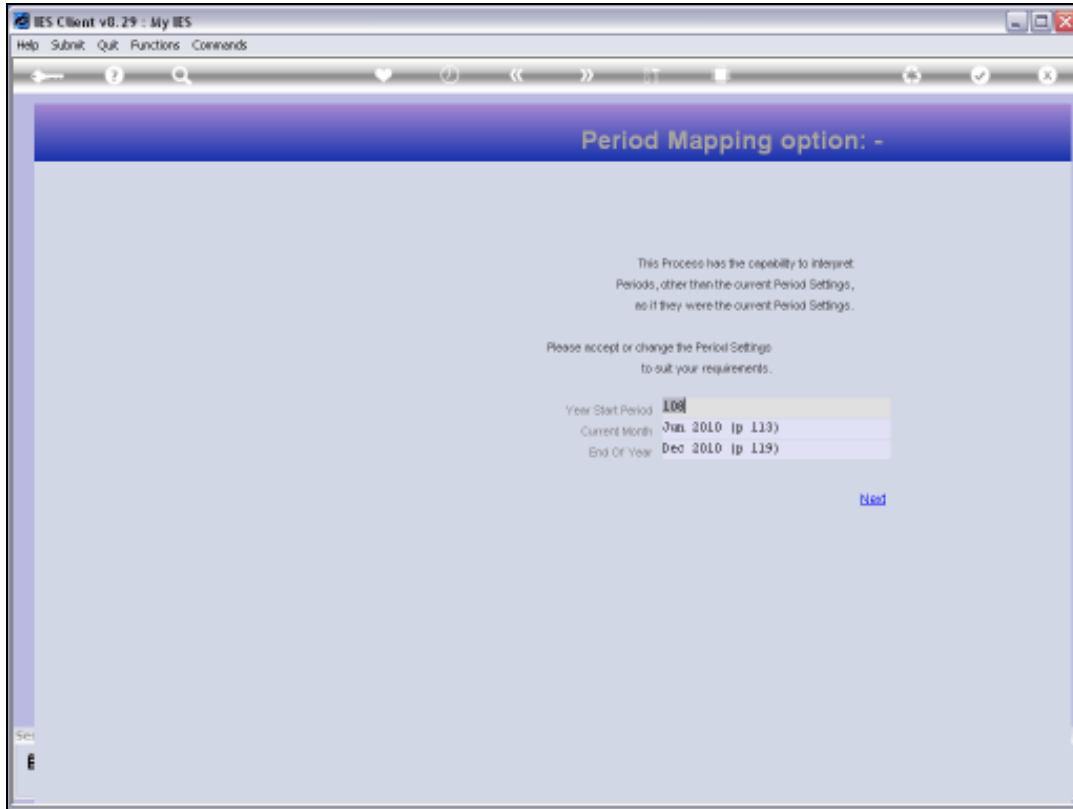 IES Client v8.29 : My IES
Help Submit Quit Functions Commands
Period Mapping option: -
This Process has the capability to interpret
Periods, other than the current Period Settings,
as if they were the current Period Settings.
Please accept or change the Period Settings
to suit your requirements.
Year Start Period 108
Current Month Jun 2010 (p 113)
End Of Year Dec 2010 (p 119)
Next